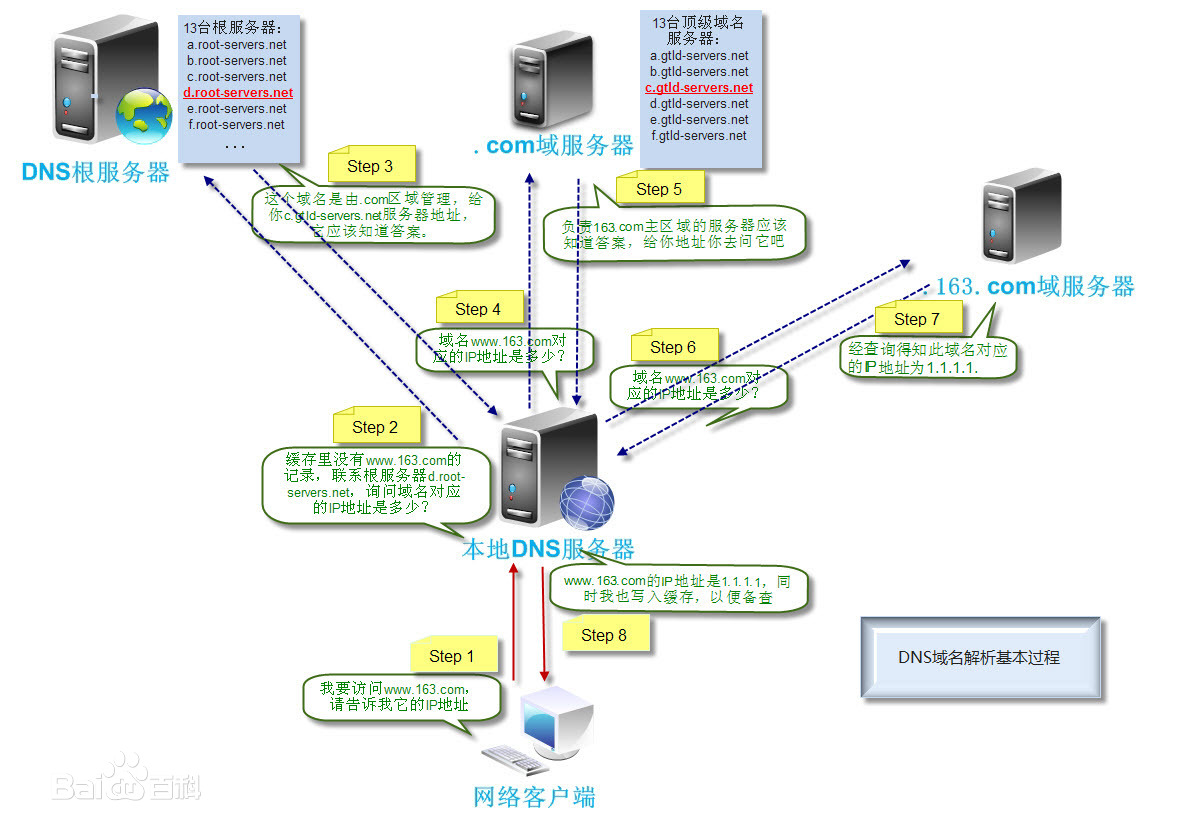 13台根服务器：
a.root-servers.net
b.root-servers.net
c.root-servers.net
d.root-servers.net
e.root-servers.net
f.root-servers.net
...
DNS根服务器
13台顶级域名
服务器：
a.gtld-servers.net
b.gtld-servers.net
c.gtld-servers.net
d.gtld-servers.net
e.gtld-servers.net
f.gtld-servers.net
.com域服务器
Step 3
这个域名是由.com区域管理，给
你c.gtld-servers.net服务器地址，
它应该知道答案。
Step 5
负责163.com主区域的服务器应该
知道答案，给你地址你去问它吧
.163.com域服务器
Step 4
域名www.163.com对
应的IP地址是多少？
Step 6
域名www.163.com对
应的IP地址是多少？
Step 7
经查询得知此域名对应
的IP地址为1.1.1.1.
Step 2
缓存里没有www.163.com的
记录，联系根服务器d.root-
servers.net，询问域名对应
的IP地址是多少？
本地DNS服务器
www.163.com的IP地址是1.1.1.1，同
时我也写入缓存，以便备查
Step 8
Step 1
我要访问www.163.com，
请告诉我它的IP地址
网络客户端
DNS域名解析基本过程
Bai百科